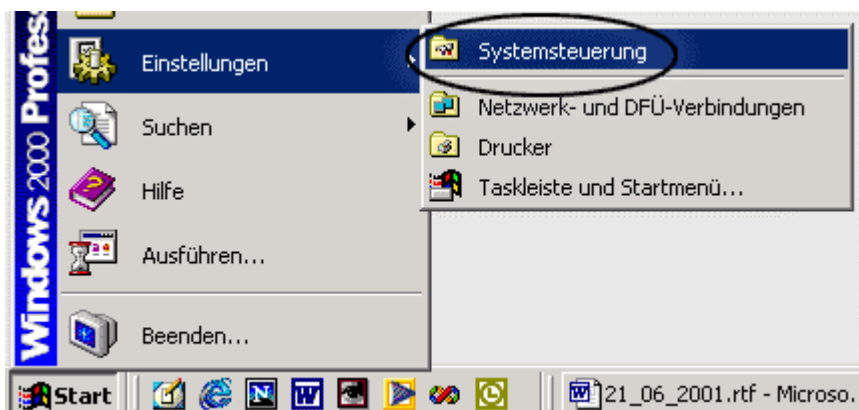 Windows 2000 Profes
Einstellungen
Suchen
Hilfe
Ausführen...
Beenden...
Systemsteuerung
Netzwerk- und DFÜ-Verbindungen
Drucker
Taskleiste und Startmenü...
Start
21_06_2001.rtf - Microso.